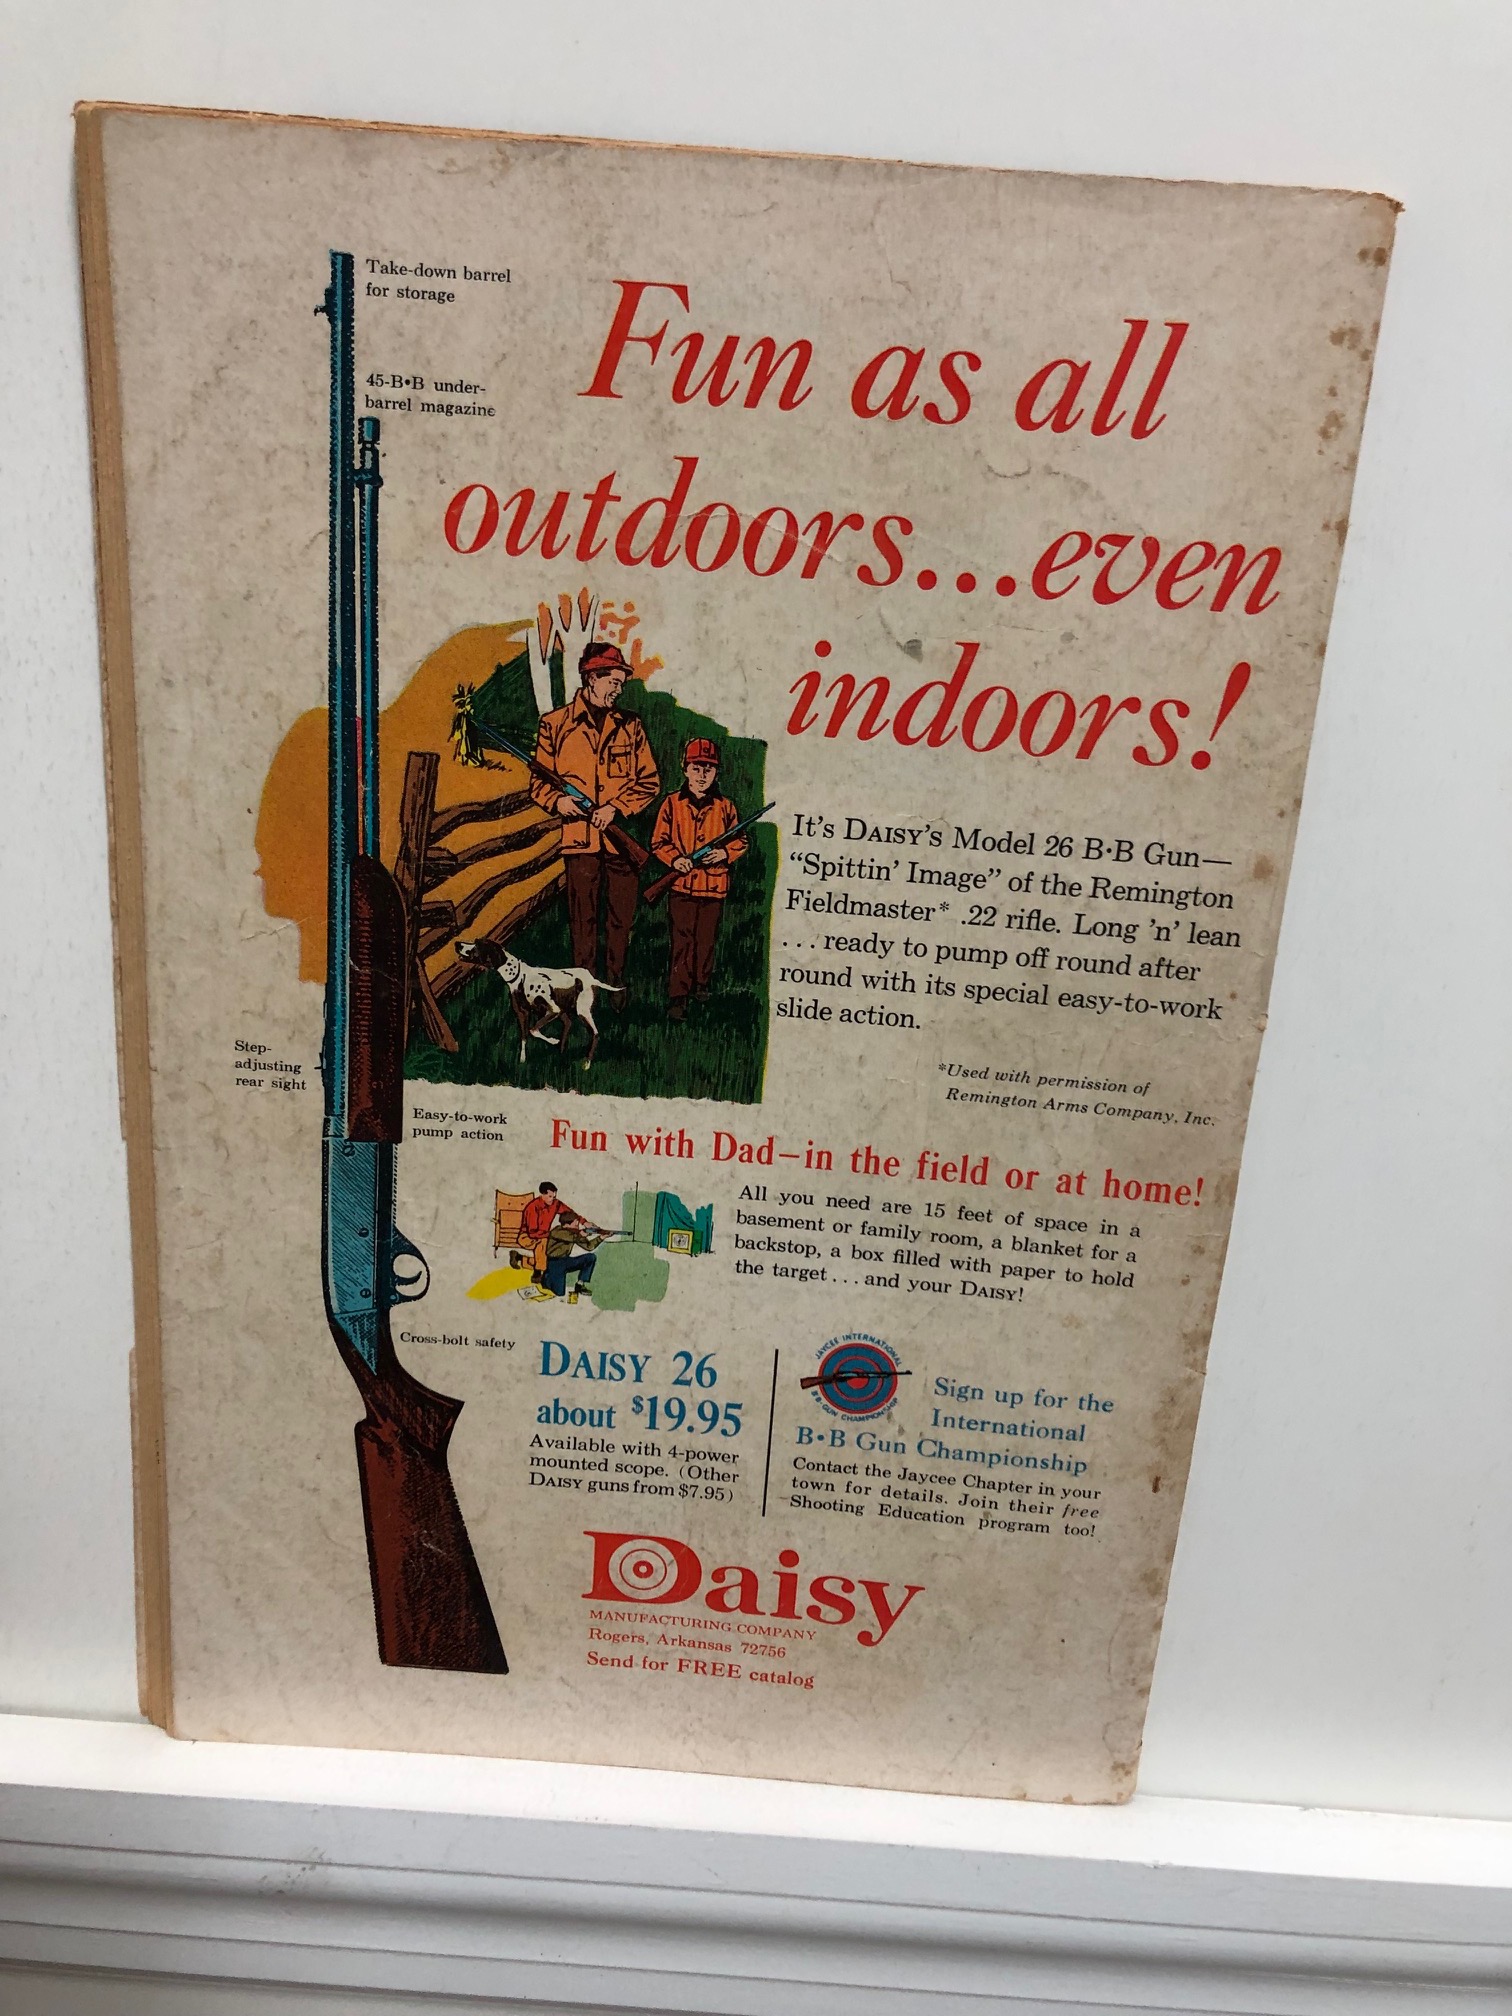 Take-down barrel
for storage
45-B•B under-
barrel magazine
Fun as all
outdoors...even
indoors!
It's DAISY'S Model 26 B•B Gun—
"Spittin' Image" of the Remington
Fieldmaster* .22 rifle. Long 'n' lean
... ready to pump off round after
round with its special easy-to-work
slide action.
*Used with permission of
Remington Arms Company, Inc.
Step-
adjusting
rear sight
Easy-to-work
pump action
Fun with Dad—in the field or at home!
All you need are 15 feet of space in a
basement or family room, a blanket for a
backstop, a box filled with paper to hold
the target... and your DAISY!
Cross-bolt safety
DAISY 26
about $19.95
Available with 4-power
mounted scope. (Other
DAISY guns from $7.95)
JAYCEE INTERNATIONAL
BB•GUN CHAMPIONSHIP
Sign up for the
International
B•B Gun Championship
Contact the Jaycee Chapter in your
town for details. Join their free
Shooting Education program too!
Daisy
MANUFACTURING COMPANY
Rogers, Arkansas 72756
Send for FREE catalog